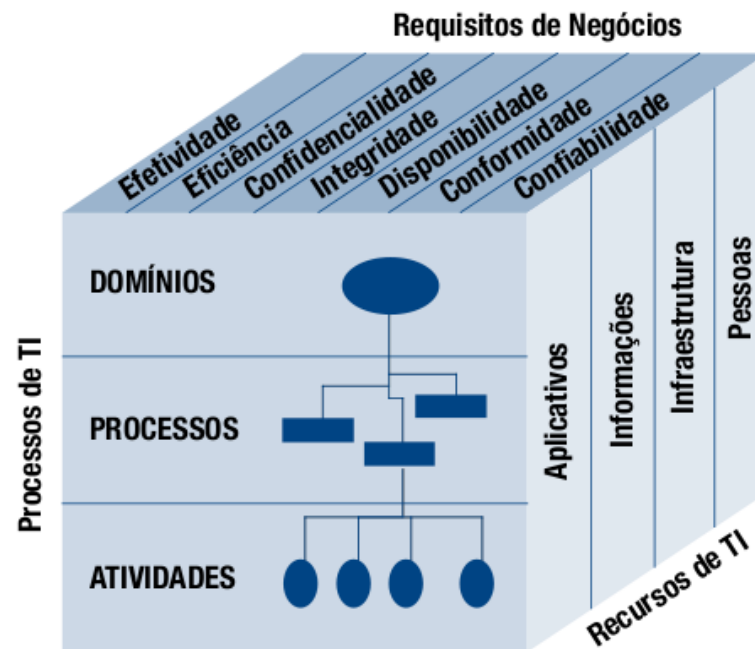 Requisitos de Negócios
Efetividade
Eficiência
Confidencialidade
Integridade
Disponibilidade
Conformidade
Confiabilidade
Processos de TI
DOMÍNIOS
PROCESSOS
ATIVIDADES
Aplicativos
Informações
Infraestrutura
Pessoas
Recursos de TI